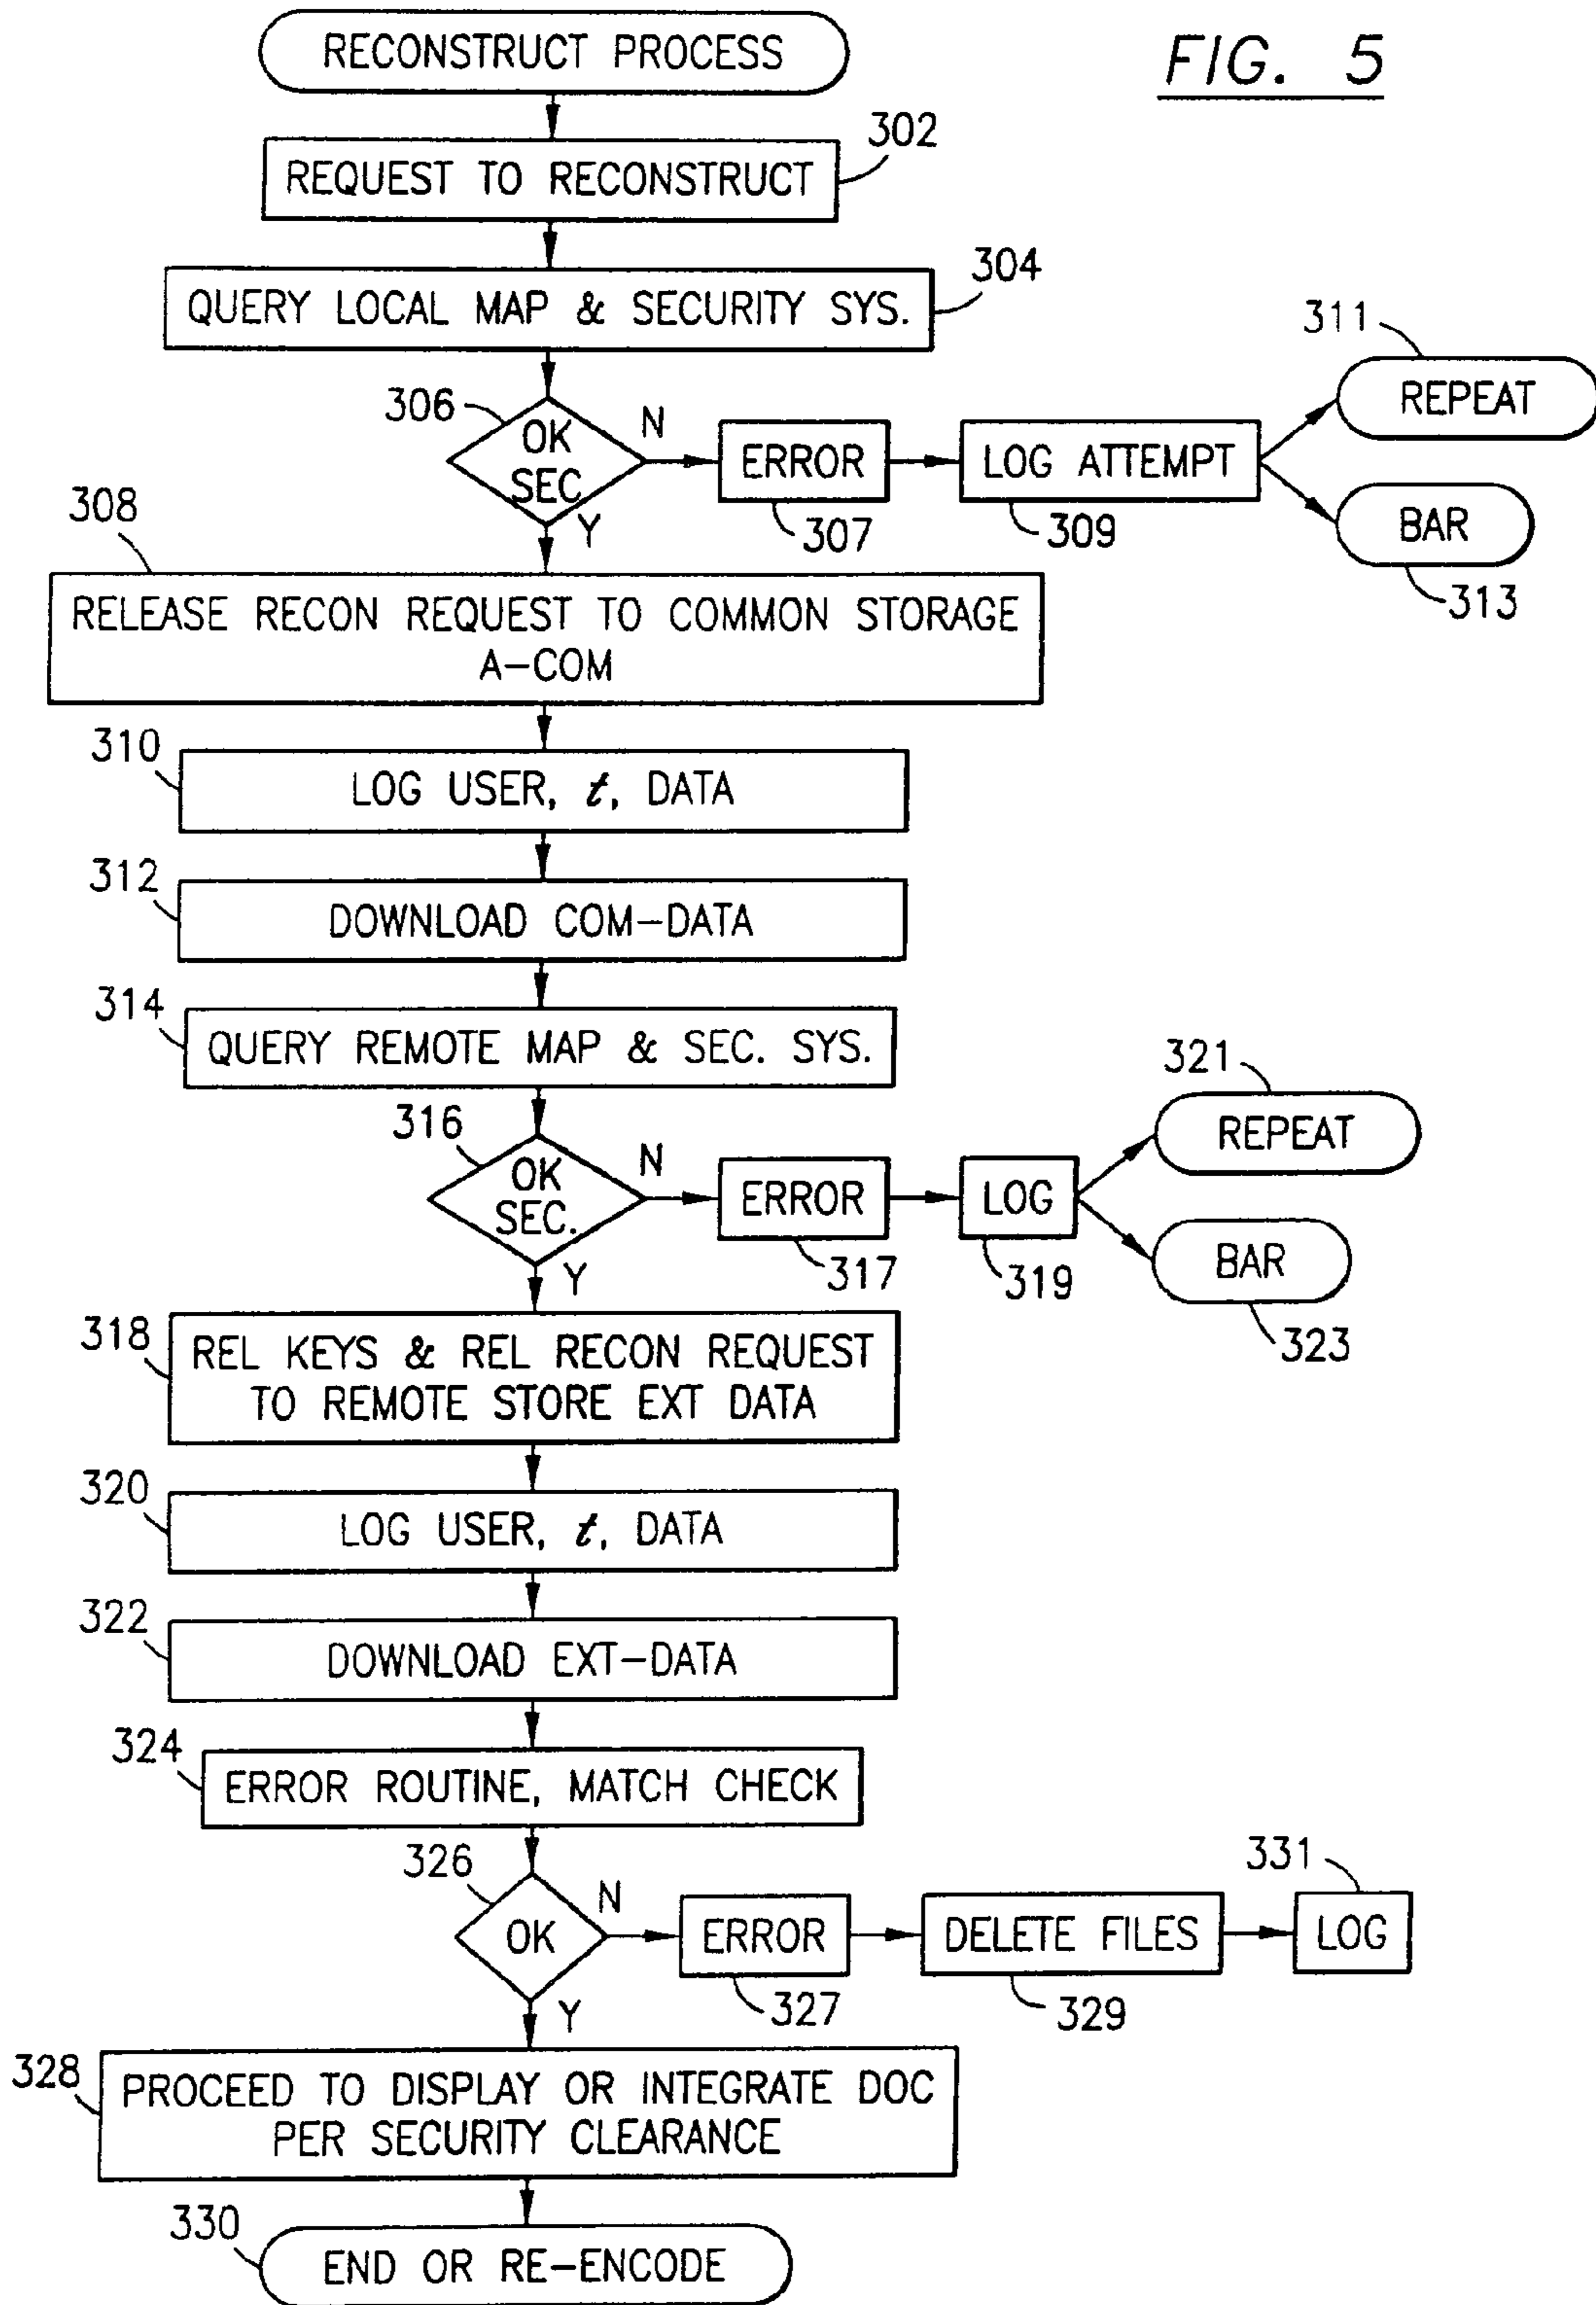 RECONSTRUCT PROCESS
FIG. 5
302
REQUEST TO RECONSTRUCT
304
QUERY LOCAL MAP & SECURITY SYS.
311
REPEAT
306
OK
SEC
N
ERROR
LOG ATTEMPT
307
309
BAR
313
Y
308
RELEASE RECON REQUEST TO COMMON STORAGE
A-COM
310
LOG USER, t, DATA
312
DOWNLOAD COM-DATA
314
QUERY REMOTE MAP & SEC. SYS.
321
REPEAT
316
OK
SEC.
N
ERROR
LOG
317
319
BAR
323
Y
318
REL KEYS & REL RECON REQUEST
TO REMOTE STORE EXT DATA
320
LOG USER, t, DATA
322
DOWNLOAD EXT-DATA
324
ERROR ROUTINE, MATCH CHECK
326
OK
N
ERROR
DELETE FILES
331
LOG
327
329
Y
328
PROCEED TO DISPLAY OR INTEGRATE DOC
PER SECURITY CLEARANCE
330
END OR RE-ENCODE